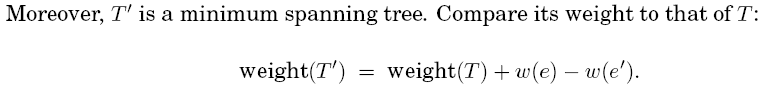 Moreover, T′ is a minimum spanning tree. Compare its weight to that of T:
weight(T′) = weight(T) + w(e) − w(e′).